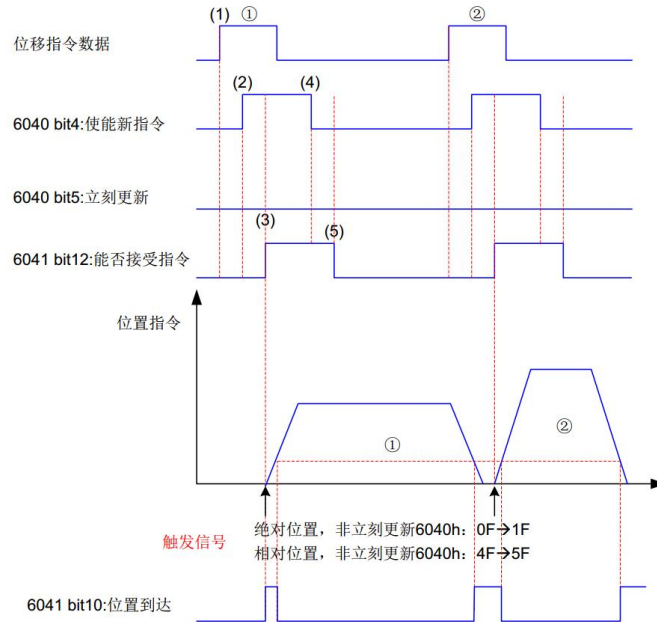 (1) ① ②
位移指令数据
(2) (4)
6040 bit4:使能新指令
6040 bit5:立刻更新
(3) (5)
6041 bit12:能否接受指令
位置指令
① ②
绝对位置，非立刻更新6040h：0F→1F
触发信号
相对位置，非立刻更新6040h：4F→5F
6041 bit10:位置到达